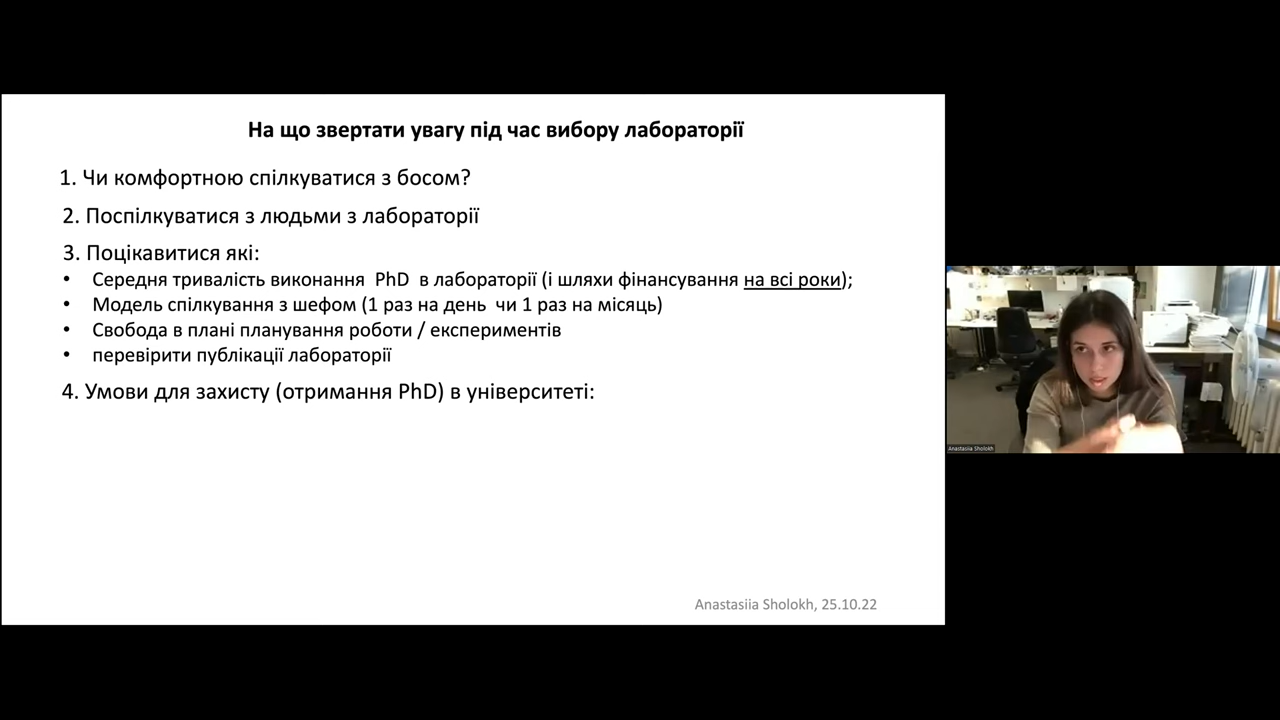 На що звертати увагу під час вибору лабораторії
1. Чи комфортною спілкуватися з босом?
2. Поспілкуватися з людьми з лабораторії
3. Поцікавитися які:
• Середня тривалість виконання PhD в лабораторії (і шляхи фінансування на всі роки);
• Модель спілкування з шефом (1 раз на день чи 1 раз на місяць)
• Свобода в плані планування роботи / експериментів
• перевірити публікації лабораторії
4. Умови для захисту (отримання PhD) в університеті:
Anastasiia Sholokh, 25.10.22
Anastasiia Sholokh